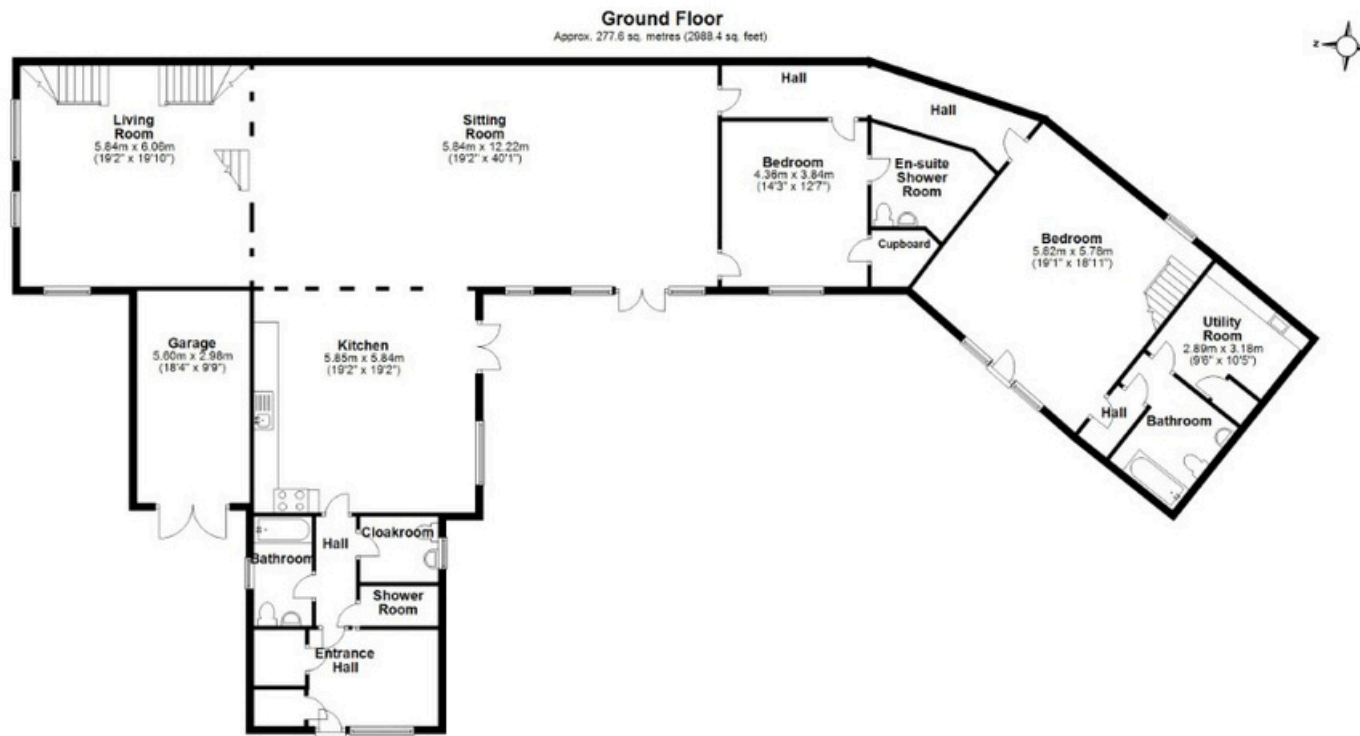 Ground Floor
Approx. 277.6 sq. metres (2988.4 sq. feet)
z
Hall
Hall
Living
Room
5.84m x 6.06m
(19'2" x 19'10")
Sitting
Room
5.84m x 12.22m
(19'2" x 40'1")
Bedroom
4.36m x 3.84m
(14'3" x 12'7")
En-suite
Shower
Room
Cupboard
Bedroom
5.82m x 5.78m
(19'1" x 18'11")
Utility
Room
2.89m x 3.18m
(9'6" x 10'5")
Garage
5.60m x 2.98m
(18'4" x 9'9")
Kitchen
5.85m x 5.84m
(19'2" x 19'2")
Hall
Bathroom
Bathroom
Hall
Cloakroom
Shower
Room
Entrance
Hall